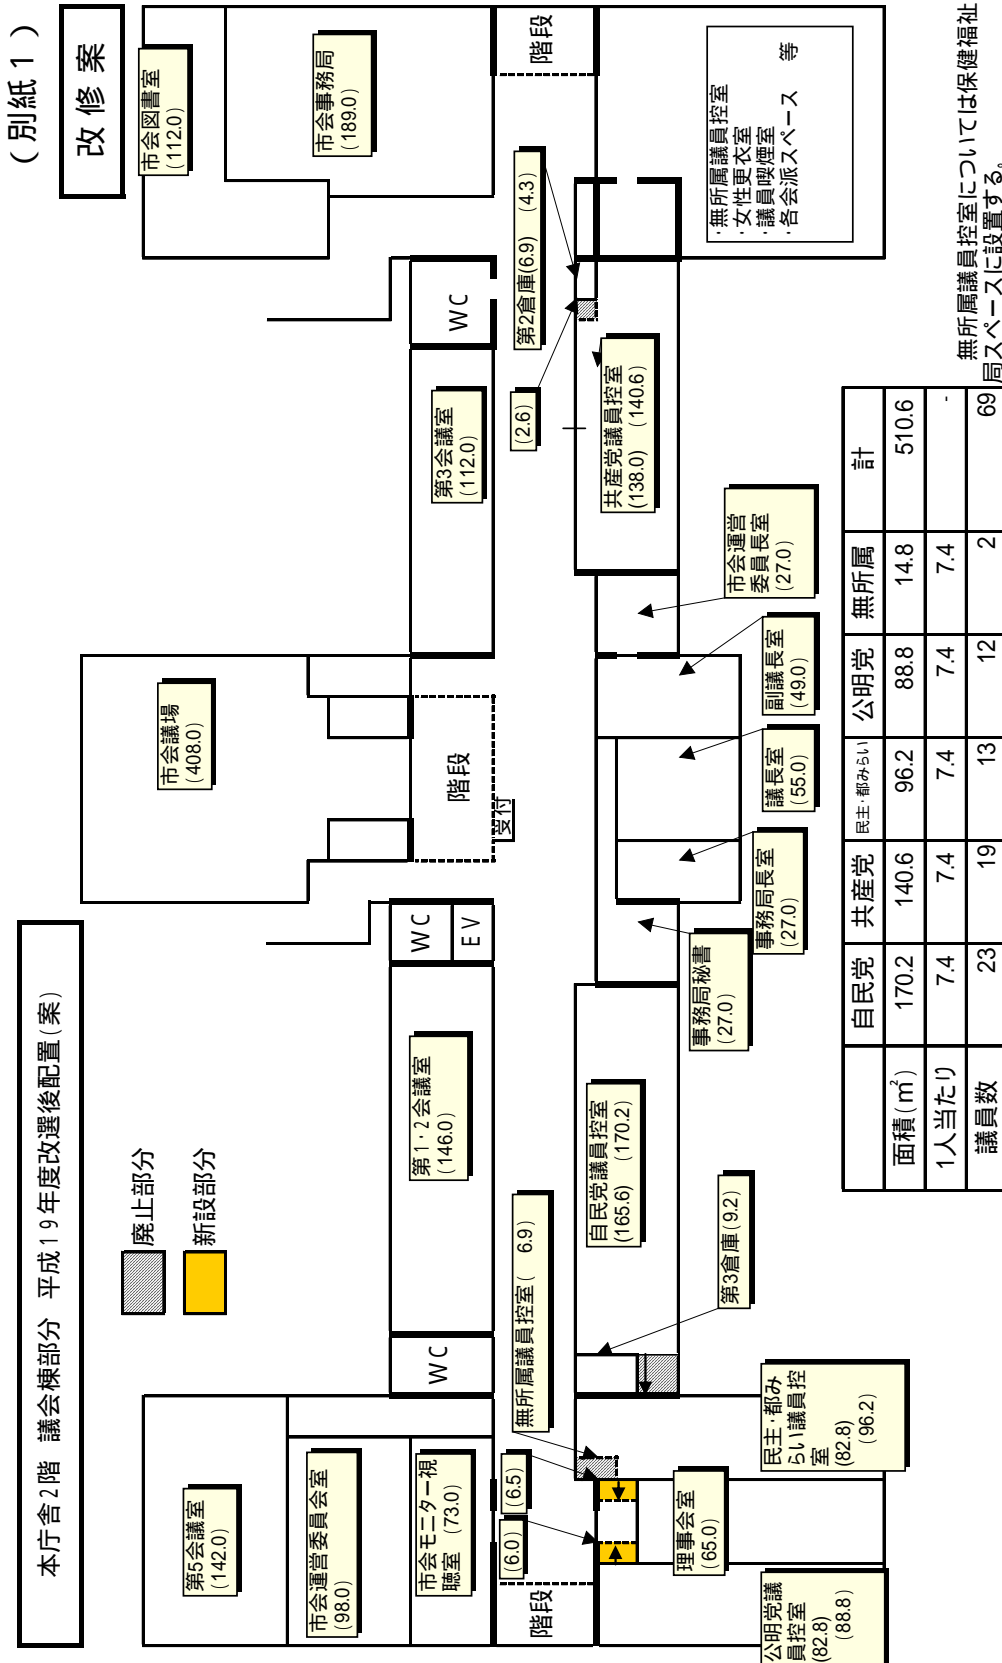 (別紙1)
改修案
本庁舎2階 議会棟部分 平成19年度改選後配置(案)
廃止部分
新設部分
第5会議室
(142.0)
市会運営委員会室
(98.0)
市会モニター視
聴室 (73.0)
階段
(6.0)
(6.5)
WC
第1・2会議室
(146.0)
WC
EV
市会議場
(408.0)
階段
受付
第3会議室
(112.0)
WC
市会図書室
(112.0)
市会事務局
(189.0)
階段
無所属議員控室( 6.9)
自民党議員控室
(165.6) (170.2)
第3倉庫(9.2)
事務局秘書
(27.0)
事務局長室
(27.0)
議長室
(55.0)
副議長室
(49.0)
市会運営
委員長室
(27.0)
共産党議員控室
(138.0) (140.6)
(2.6)
第2倉庫(6.9) (4.3)
・無所属議員控室
・女性更衣室
・議員喫煙室
・各会派スペース 等
公明党議
員控室
(82.8)
(88.8)
理事会室
(65.0)
民主・都み
らい議員控
室
(82.8)
(96.2)
自民党 共産党 民主・都みらい 公明党 無所属 計
面積(㎡) 170.2 140.6 96.2 88.8 14.8 510.6
1人当たり 7.4 7.4 7.4 7.4 7.4 -
議員数 23 19 13 12 2 69
無所属議員控室については保健福祉
局スペースに設置する。